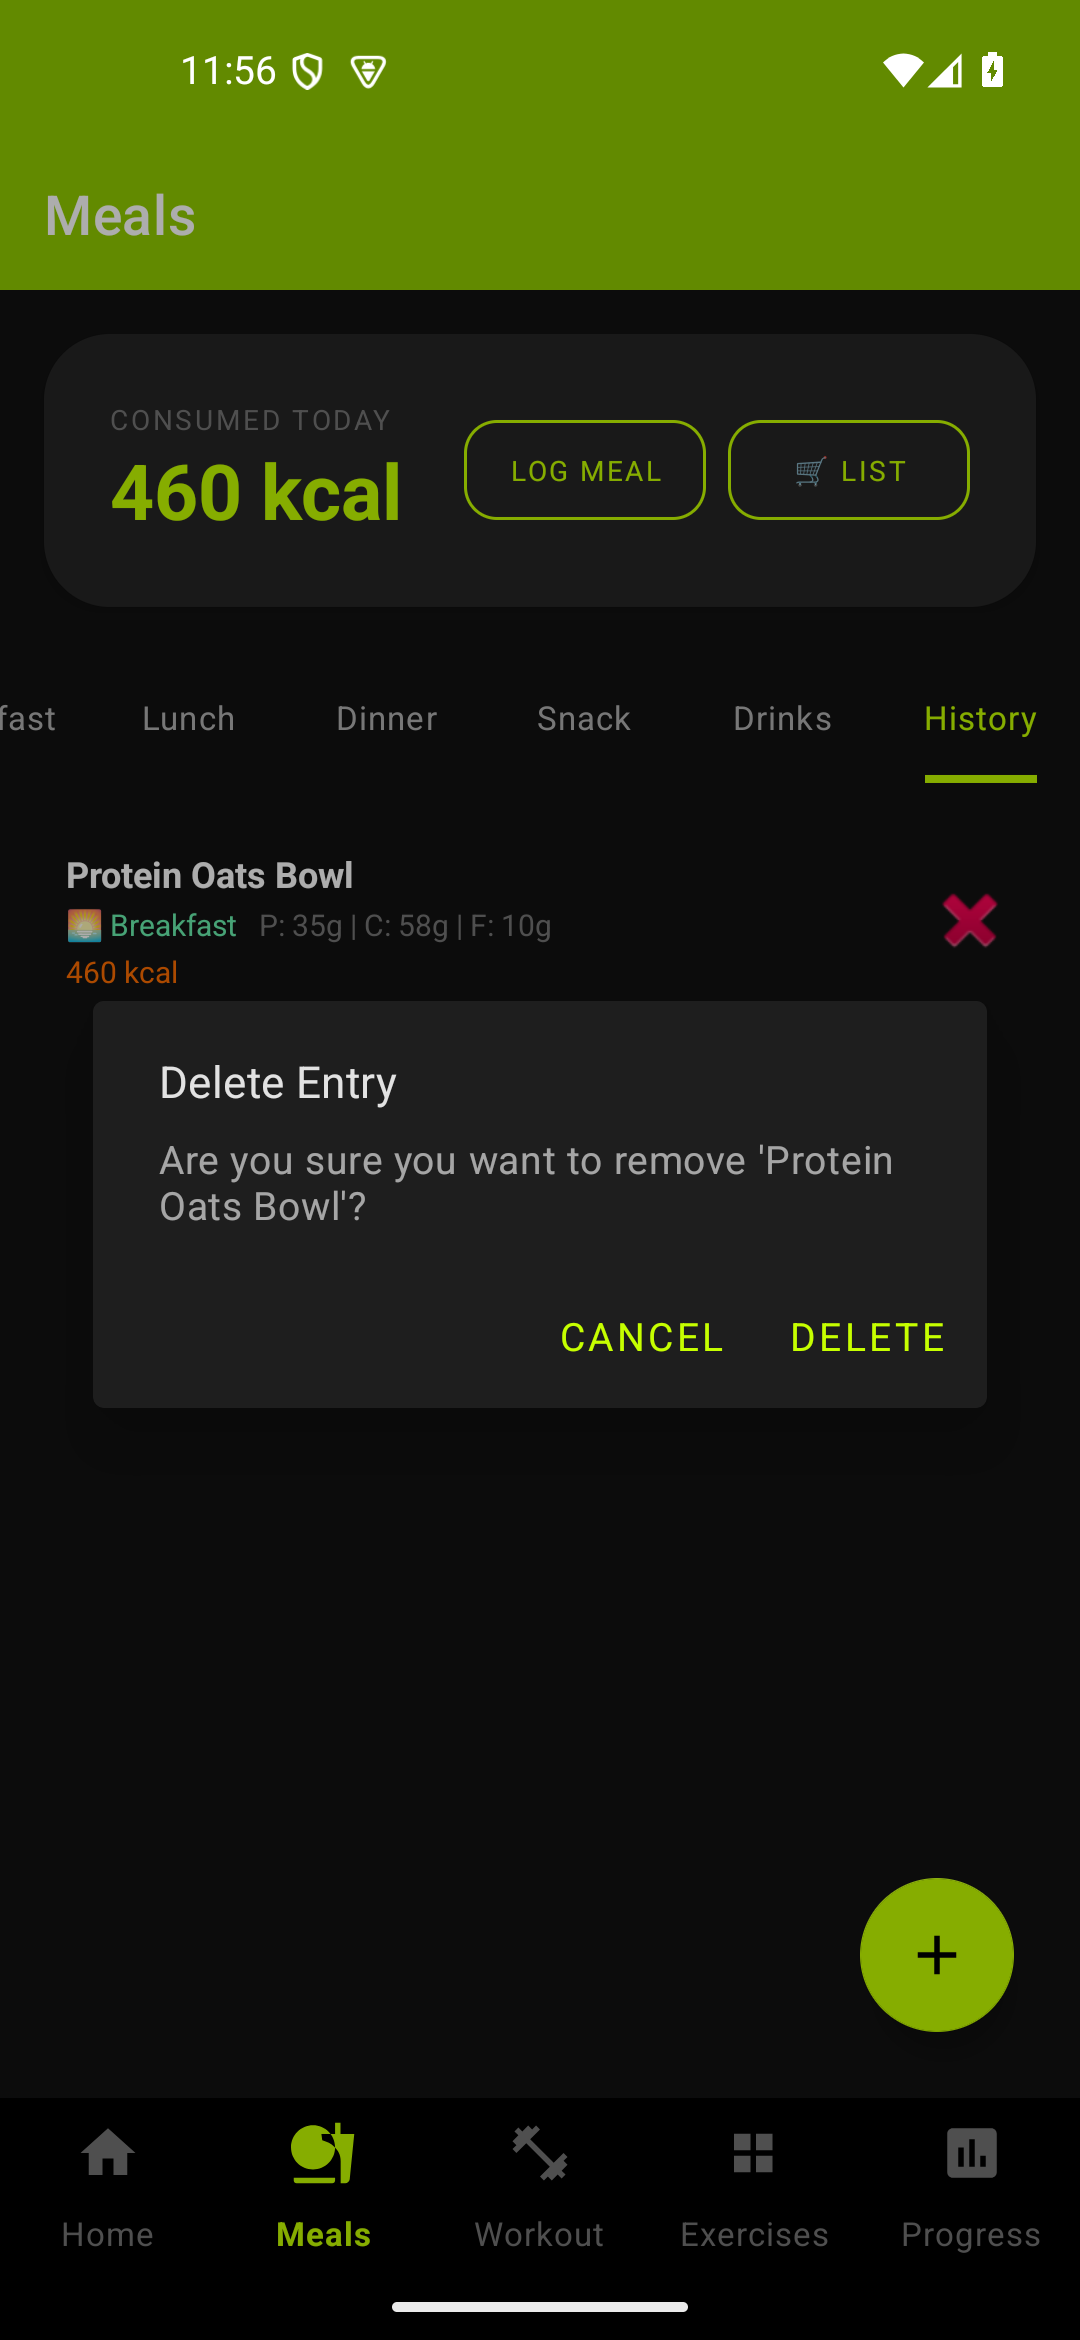 11:56
Meals
CONSUMED TODAY
460 kcal
LOG MEAL
🛒 LIST
fast
Lunch
Dinner
Snack
Drinks
History
Protein Oats Bowl
🌅 Breakfast P: 35g | C: 58g | F: 10g
460 kcal
Delete Entry
Are you sure you want to remove 'Protein
Oats Bowl'?
CANCEL
DELETE
Home
Meals
Workout
Exercises
Progress